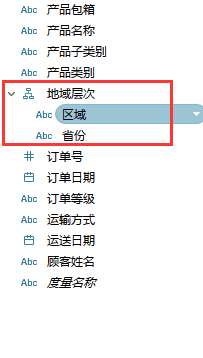 Abc 产品包箱
Abc 产品名称
Abc 产品子类别
Abc 产品类别
地域层次
Abc 区域
Abc 省份
# 订单号
订单日期
Abc 订单等级
Abc 运输方式
运送日期
Abc 顾客姓名
Abc 度量名称